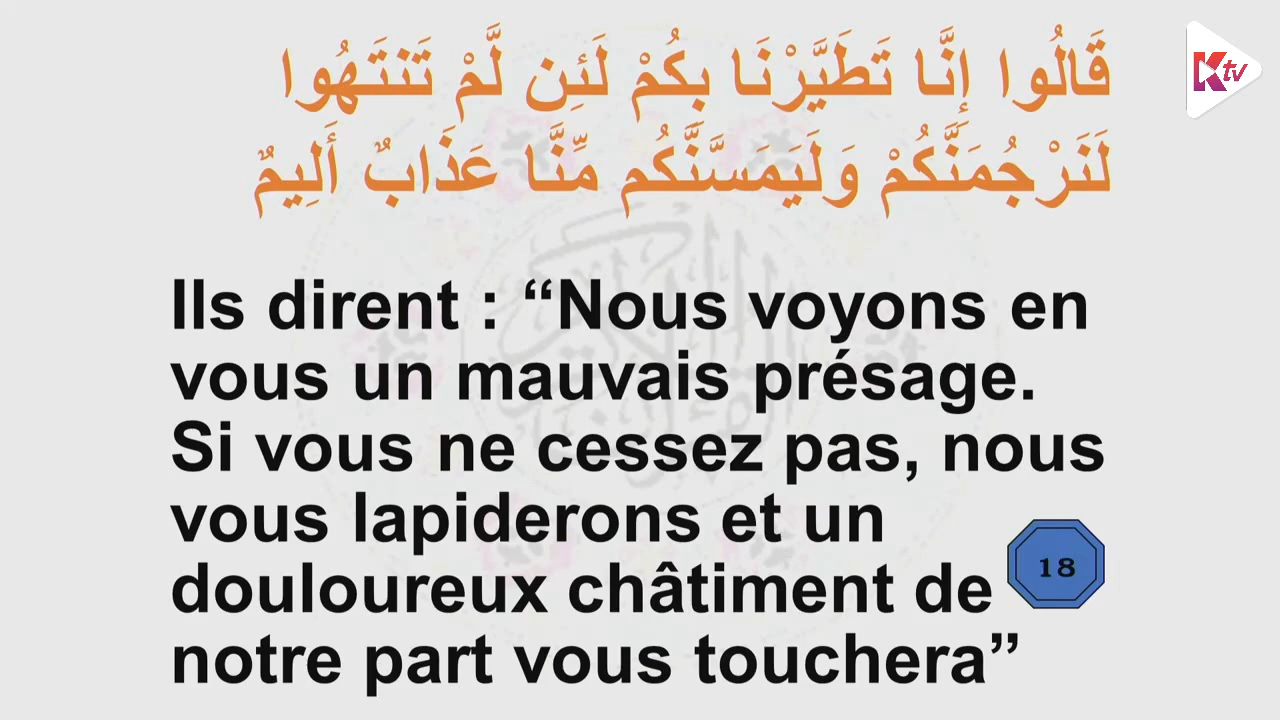 قَالُوا إِنَّا تَطَيَّرْنَا بِكُمْ لَئِن لَّمْ تَنتَهُوا
لَنَرْجُمَنَّكُمْ وَلَيَمَسَّنَّكُم مِّنَّا عَذَابٌ أَلِيمٌ
Ktv
Ils dirent : “Nous voyons en
vous un mauvais présage.
Si vous ne cessez pas, nous
vous lapiderons et un
douloureux châtiment de
notre part vous touchera”
18